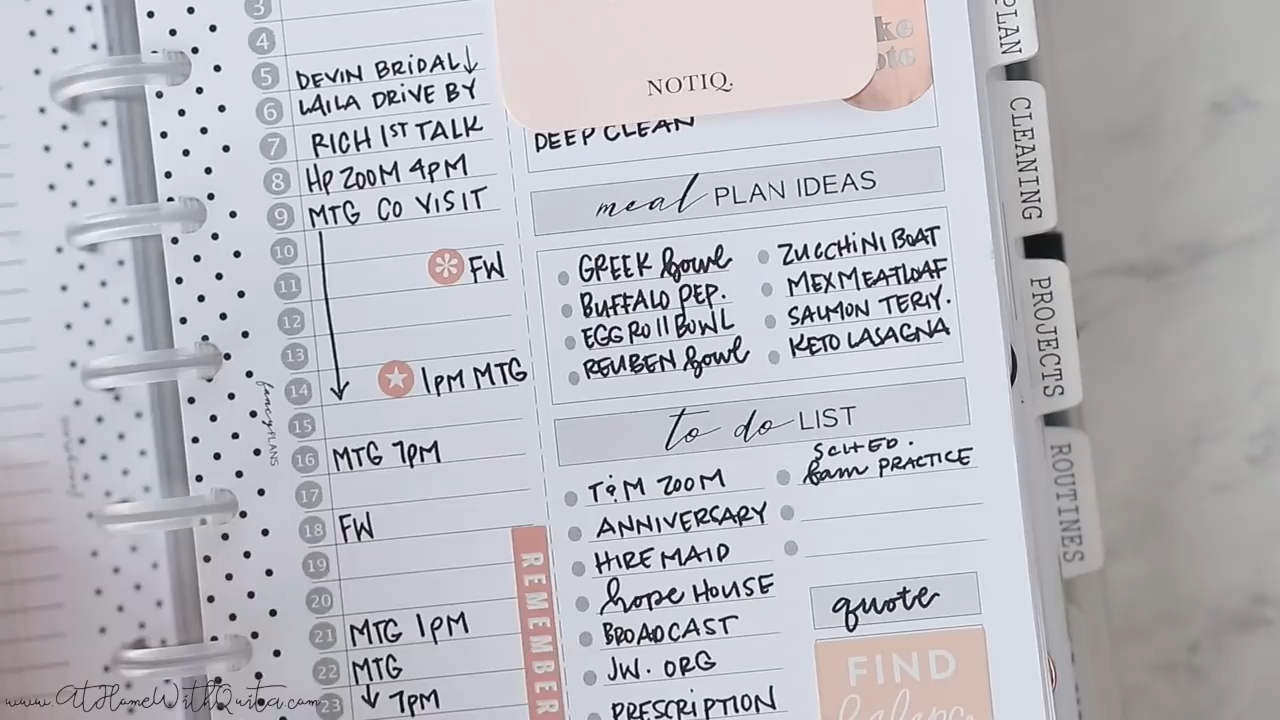 3
4
5 DEVIN BRIDAL↓
6 LAILA DRIVE BY
7 RICH 1ST TALK
8 HP ZOOM 4PM
9 MTG CO VISIT
10
FW
11
12
13
1PM MTG
14
15
16 MTG 7PM
17
18 FW
19
20
21 MTG 1PM
22 MTG
23 ↓ 7PM
fancy PLANS
REMEMBER
NOTIQ.
DEEP CLEAN
meal PLAN IDEAS
GREEK bowl
BUFFALO PEP.
EGG ROLL BOWL
REUBEN bowl
ZUCCHINI BOAT
MEX MEATLOAF
SALMON TERIY.
KETO LASAGNA
to do LIST
T&M ZOOM
ANNIVERSARY
HIRE MAID
hope HOUSE
BROADCAST
JW. ORG
PRESCRIPTION
SCHED.
fam PRACTICE
quote
FIND
balance
PLAN
CLEANING
PROJECTS
ROUTINES
www.AtHomeWithQuita.com